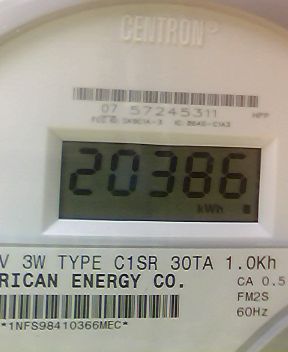 CENTRON®
07 57245311 HPP
20386
kWh
V 3W TYPE C1SR 30TA 1.0Kh
RICAN ENERGY CO. CA 0.5
FM2S
*1NFS98410366MEC* 60Hz